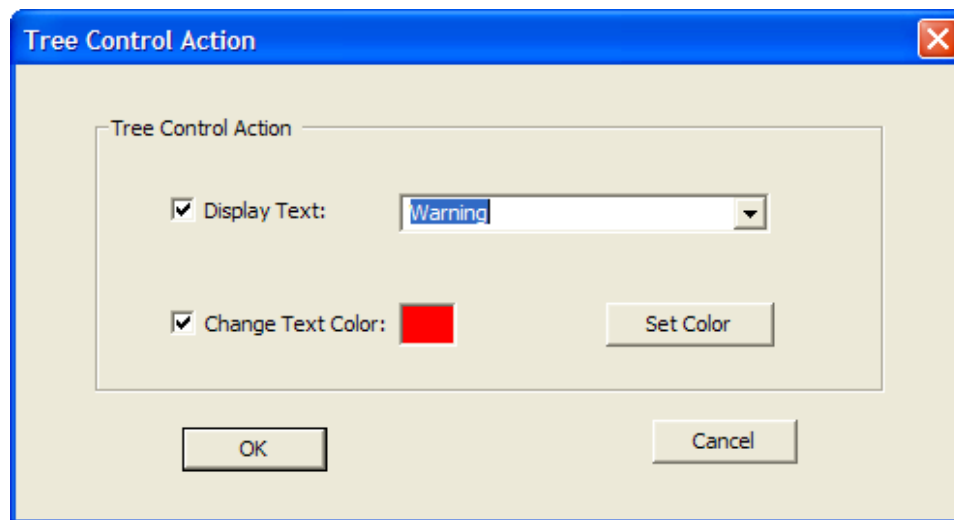 Tree Control Action
Tree Control Action
Display Text: Warning
Change Text Color: Set Color
OK Cancel